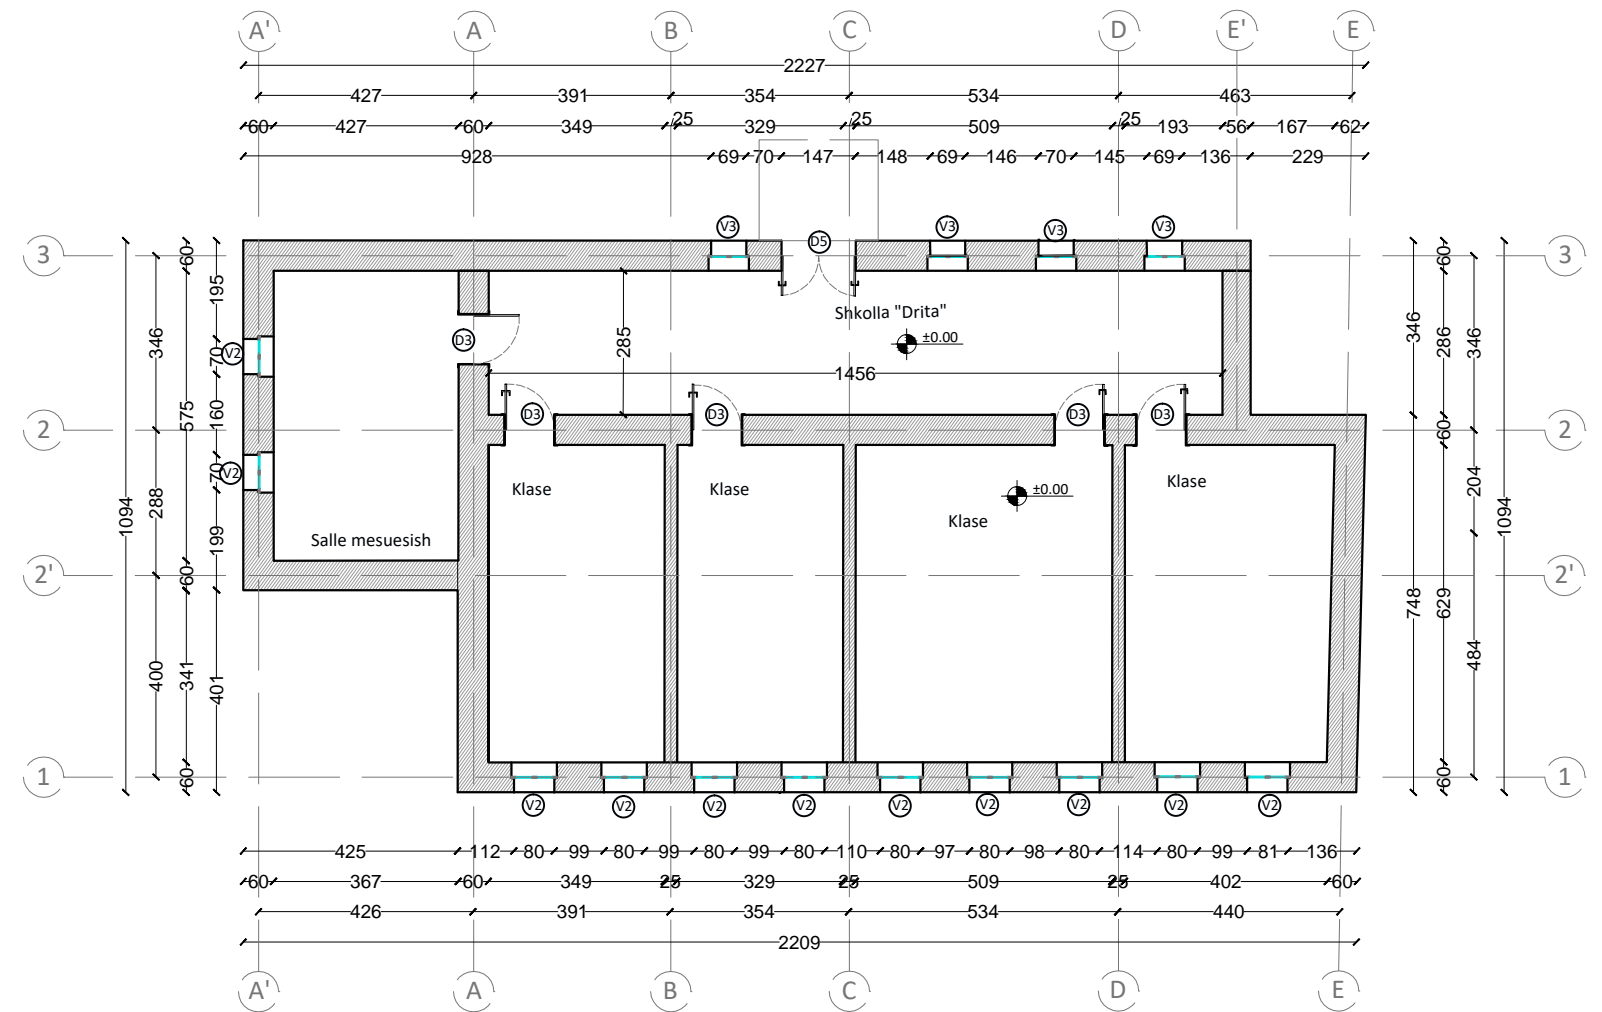 A' A B C D E' E
2227
427 391 354 534 463
60 427 60 349 25 329 25 509 25 193 56 167 62
928 69 70 147 148 69 146 70 145 69 136 229
V3 D5 V3 V3 V3
3 3
60 195 60
346 70 160 575 70 288 199 60 1094 400 341 401 60
V2
V2
D3
285
Shkolla "Drita"
±0.00
1456
D3 D3 D3 D3
2 2
346 286 346 60 204 1094 748 629 484 60
Klase Klase Klase
±0.00
Klase
Salle mesuesish
2' 2'
1 1
V2 V2 V2 V2 V2 V2 V2 V2 V2
425 112 80 99 80 99 80 99 80 110 80 97 80 98 80 114 80 99 81 136
60 367 60 349 25 329 25 509 25 402 60
426 391 354 534 440
2209
A' A B C D E